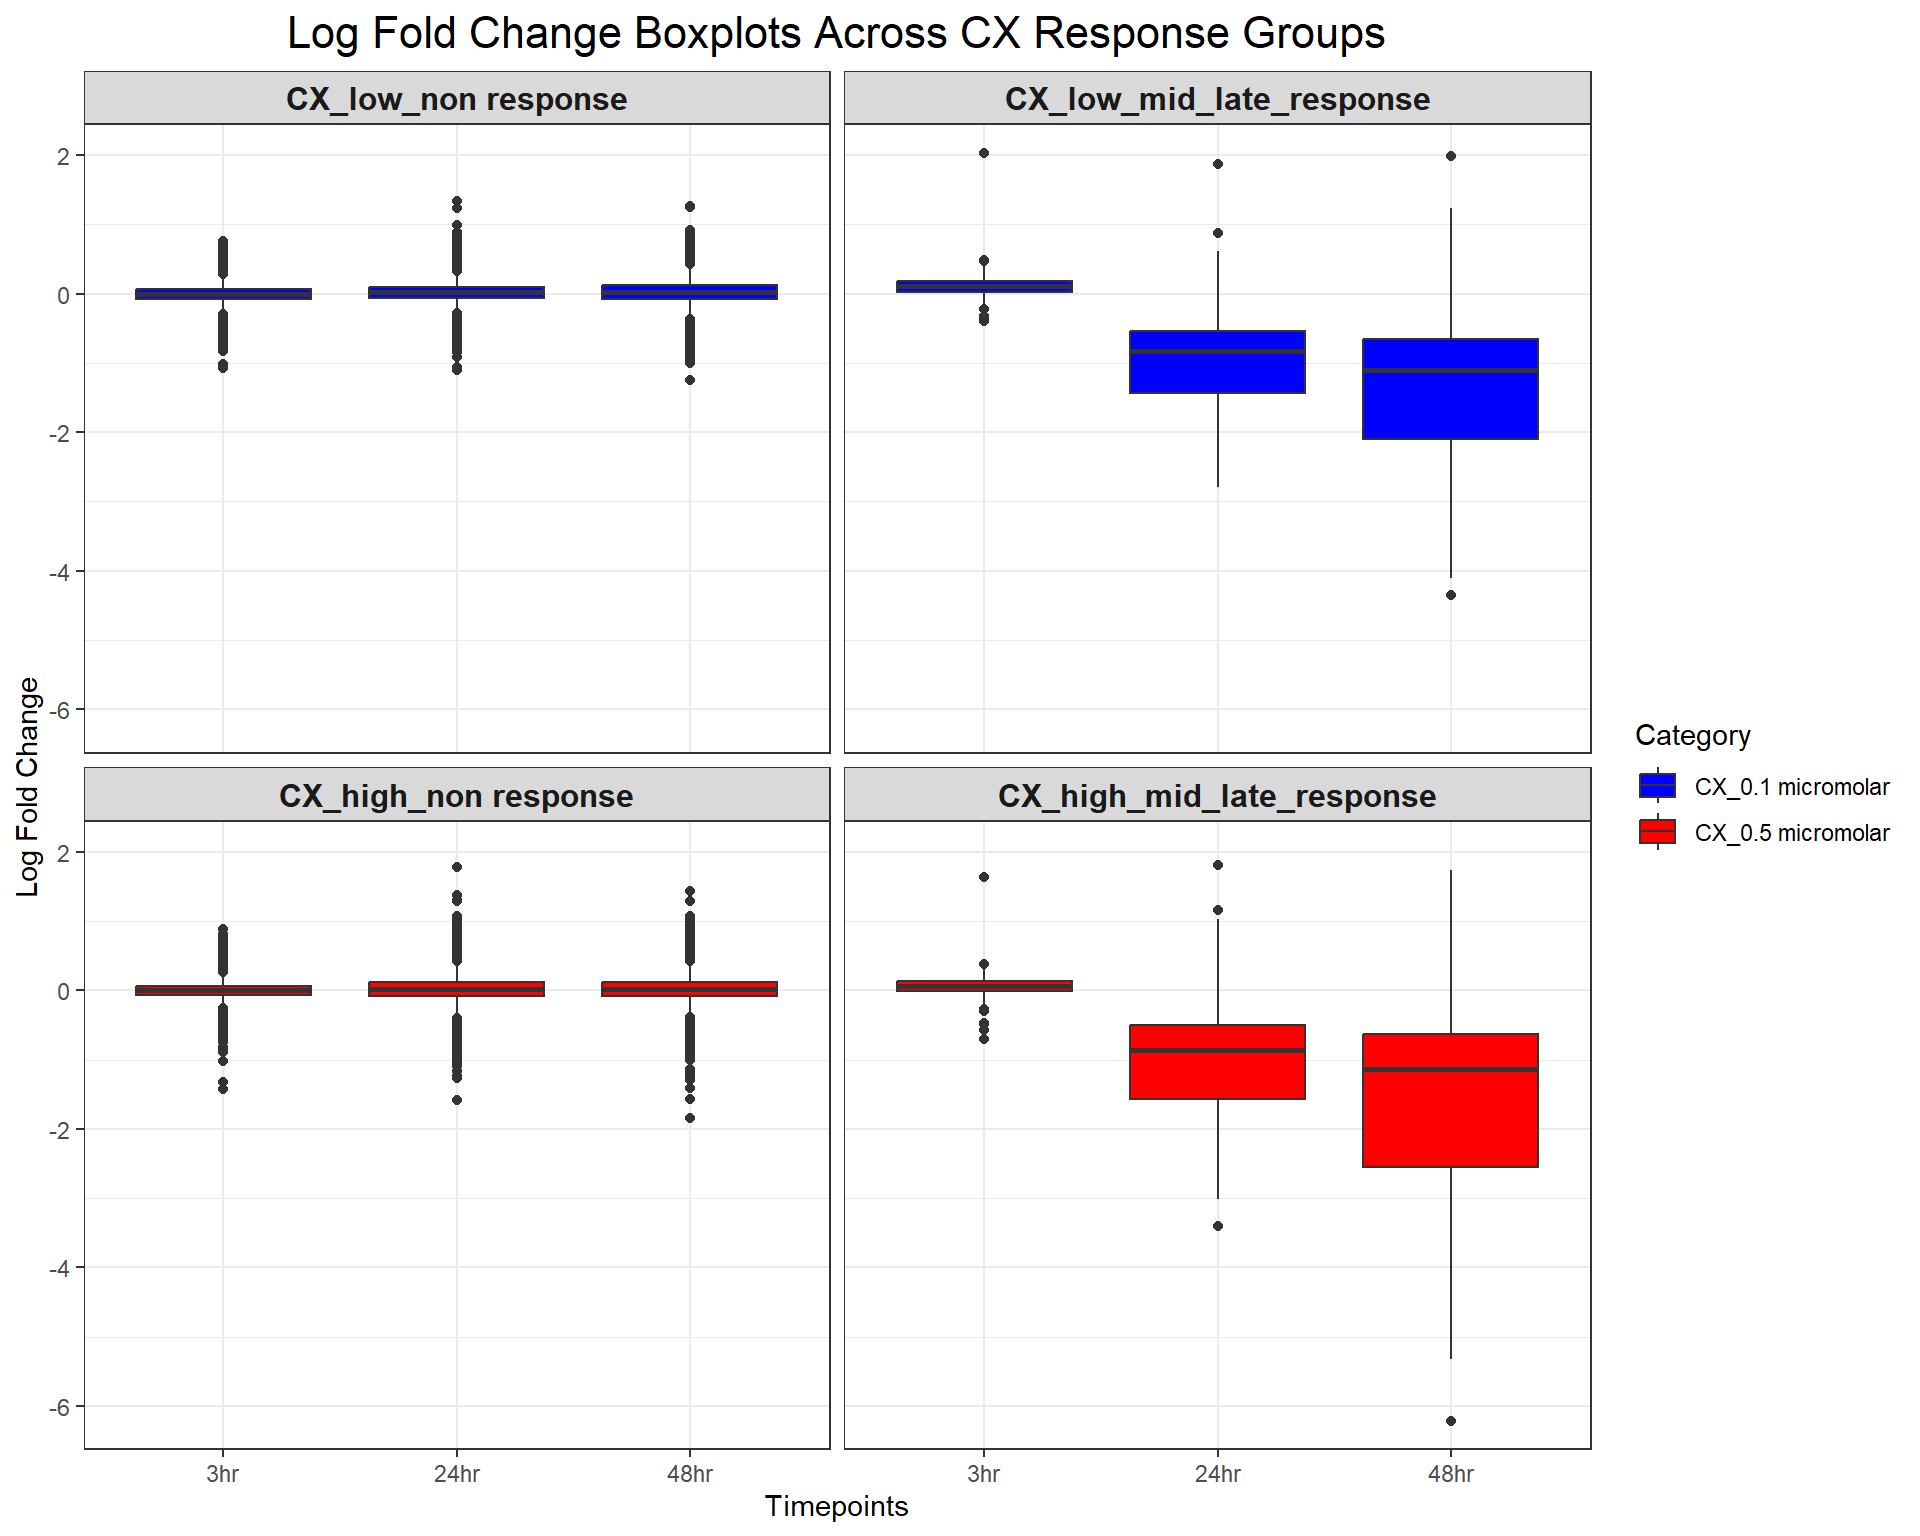 Log Fold Change Boxplots Across CX Response Groups
CX_low_non response
CX_low_mid_late_response
2
0
-2
-4
-6
CX_high_non response
CX_high_mid_late_response
2
0
-2
-4
-6
Log Fold Change
3hr
24hr
48hr
3hr
24hr
48hr
Timepoints
Category
CX_0.1 micromolar
CX_0.5 micromolar